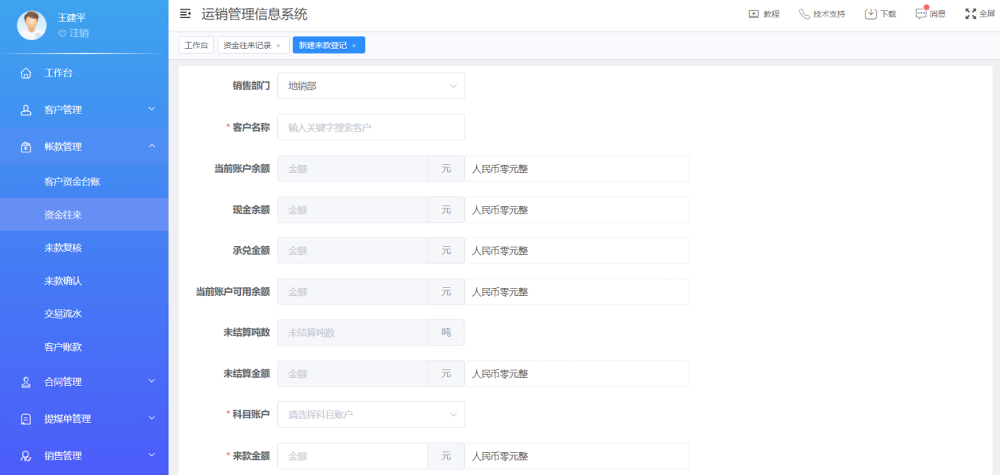 王建平
注销
工作台
客户管理
帐款管理
客户资金台账
资金往来
来款复核
来款确认
交易流水
客户账款
合同管理
提煤单管理
销售管理
运销管理信息系统
教程 技术支持 下载 消息 全屏
工作台 资金往来记录 × 新建来款登记 ×
销售部门 地销部
* 客户名称 输入关键字搜索客户
当前账户余额 金额 元 人民币零元整
现金余额 金额 元 人民币零元整
承兑金额 金额 元 人民币零元整
当前账户可用余额 金额 元 人民币零元整
未结算吨数 未结算吨数 吨
未结算金额 金额 元 人民币零元整
* 科目账户 请选择科目账户
* 来款金额 金额 元 人民币零元整